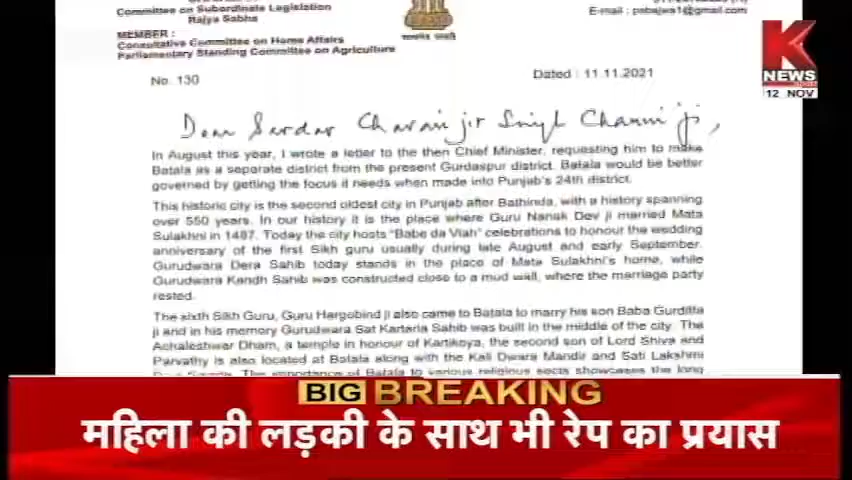 Committee on Subordinate Legislation
Rajya Sabha
MEMBER :
Consultative Committee on Home Affairs
Parliamentary Standing Committee on Agriculture
E-mail : psbajwa1@gmail.com
No. 130
Dated : 11.11.2021
Dear Sardar Charanjit Singh Channi ji,
In August this year, I wrote a letter to the then Chief Minister, requesting him to make
Batala as a separate district from the present Gurdaspur district. Batala would be better
governed by getting the focus it needs when made into Punjab's 24th district.
This historic city is the second oldest city in Punjab after Bathinda, with a history spanning
over 550 years. In our history it is the place where Guru Nanak Dev ji married Mata
Sulakhni in 1487. Today the city hosts "Babe da Viah" celebrations to honour the wedding
anniversary of the first Sikh guru usually during late August and early September.
Gurudwara Dera Sahib today stands in the place of Mata Sulakhni's home, while
Gurudwara Kandh Sahib was constructed close to a mud wall, where the marriage party
rested.
The sixth Sikh Guru, Guru Hargobind ji also came to Batala to marry his son Baba Gurditta
ji and in his memory Gurudwara Sat Kartaria Sahib was built in the middle of the city. The
Achaleshwar Dham, a temple in honour of Kartikeya, the second son of Lord Shiva and
Parvathy is also located at Batala along with the Kali Dwara Mandir and Sati Lakshmi
The importance of Batala to various religious sects showcases the long
K
NEWS
12 NOV
BIG BREAKING
महिला की लड़की के साथ भी रेप का प्रयास